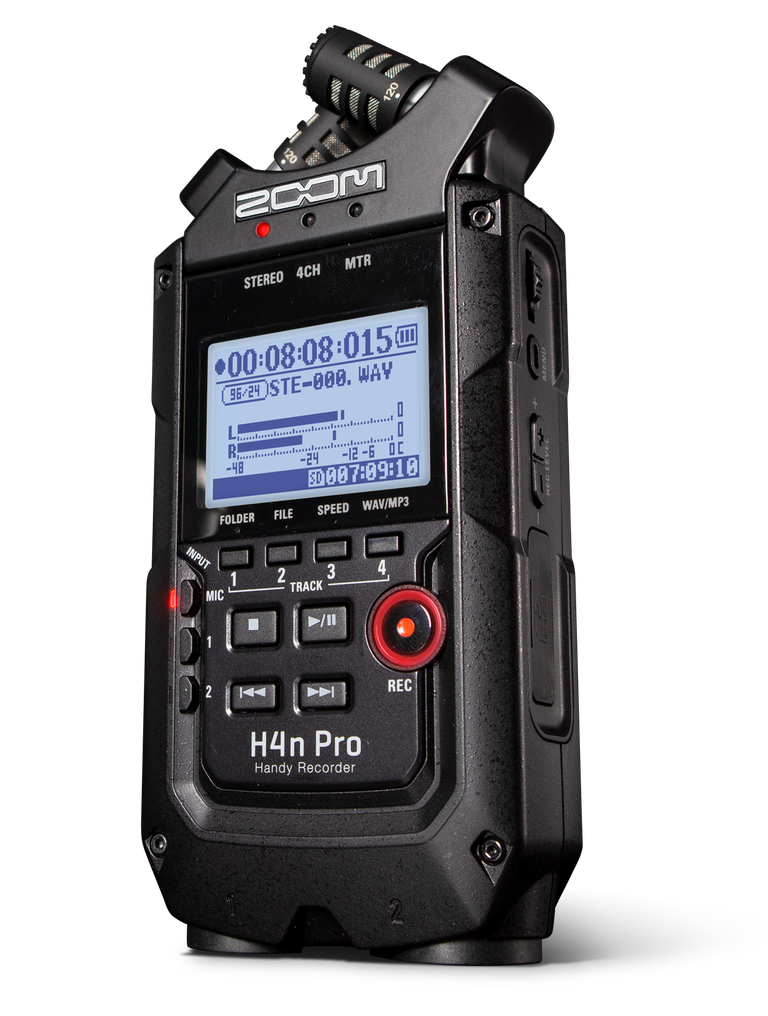 120
120
ZOOM
STEREO 4CH MTR
00:08:08:015
96/24 STE-000.WAV
L 0
R 0
-48 -24 -12 -6 0C
SD 007:09:10
FOLDER FILE SPEED WAV/MP3
INPUT
1 2 3 4
TRACK
MIC
1
2
REC
H4n Pro
Handy Recorder
REC LEVEL
1 2